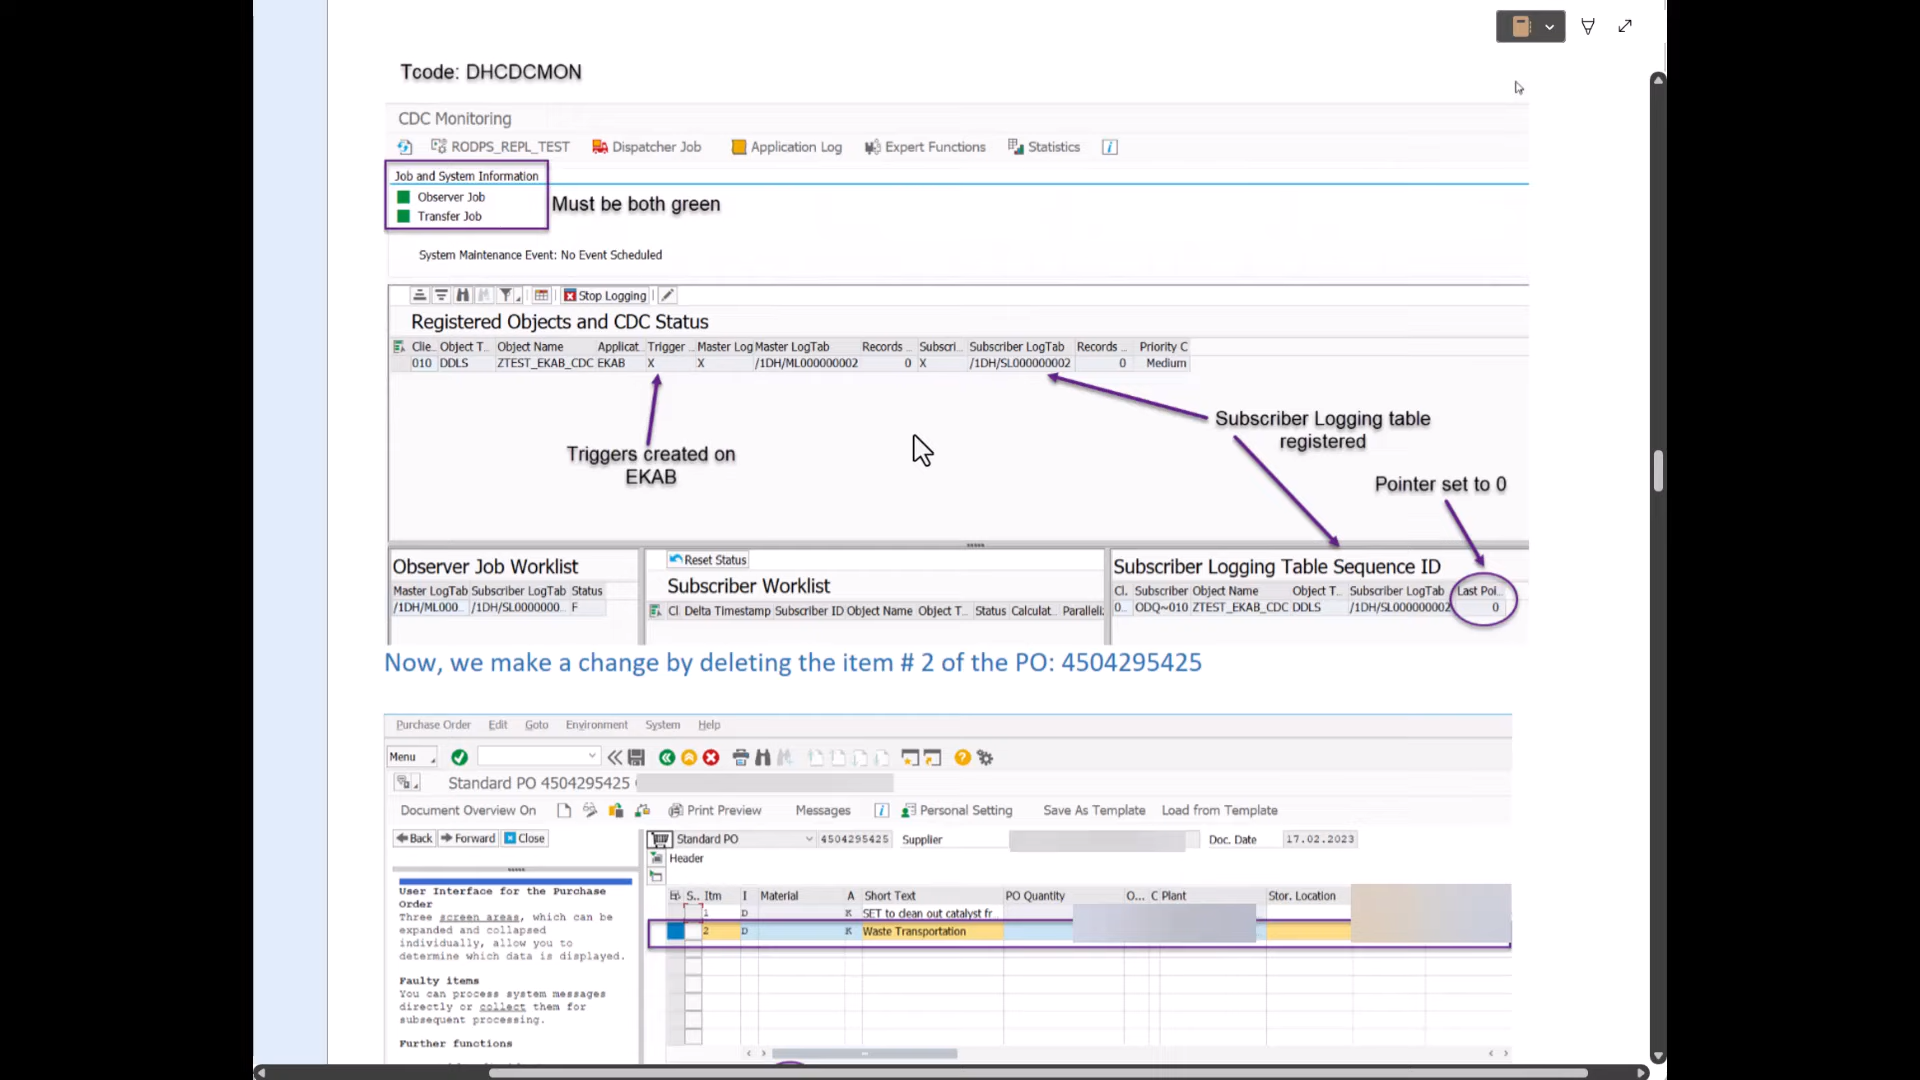 Tcode: DHCDCMON
CDC Monitoring
RODPS_REPL_TEST Dispatcher Job Application Log Expert Functions Statistics
Job and System Information
Observer Job
Transfer Job
Must be both green
System Maintenance Event: No Event Scheduled
Stop Logging
Registered Objects and CDC Status
Clie.. Object T... Object Name Applicat.. Trigger ... Master Log Master LogTab Records ... Subscri... Subscriber LogTab Records ... Priority C
010 DDLS ZTEST_EKAB_CDC EKAB X X /1DH/ML000000002 0 X /1DH/SL000000002 0 Medium
Subscriber Logging table
registered
Triggers created on
EKAB
Pointer set to 0
Observer Job Worklist
Master LogTab Subscriber LogTab Status
/1DH/ML000... /1DH/SL0000000... F
Reset Status
Subscriber Worklist
Cl Delta Timestamp Subscriber ID Object Name Object T... Status Calculat... Paralleli
Subscriber Logging Table Sequence ID
Cl. Subscriber Object Name Object T... Subscriber LogTab Last Poi...
0.. ODQ~010 ZTEST_EKAB_CDC DDLS /1DH/SL000000002 0
Now, we make a change by deleting the item # 2 of the PO: 4504295425
Purchase Order Edit Goto Environment System Help
Menu
Standard PO 4504295425
Document Overview On Print Preview Messages Personal Setting Save As Template Load from Template
Back Forward Close
Standard PO 4504295425 Supplier Doc. Date 17.02.2023
Header
S.. Itm I Material A Short Text PO Quantity O... C Plant Stor. Location
1 D K SET to clean out catalyst fr
2 D K Waste Transportation
User Interface for the Purchase
Order
Three screen areas, which can be
expanded and collapsed
individually, allow you to
determine which data is displayed.
Faulty items
You can process system messages
directly or collect them for
subsequent processing.
Further functions